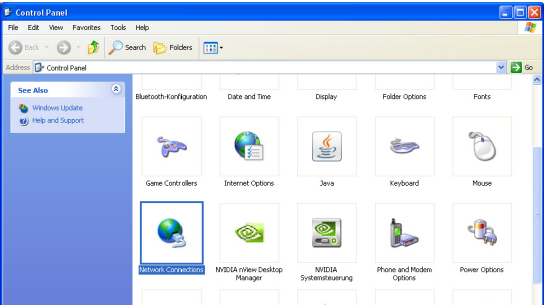 Control Panel
File Edit View Favorites Tools Help
Back Search Folders
Address Control Panel Go
See Also
Windows Update
Help and Support
Bluetooth-Konfiguration Date and Time Display Folder Options Fonts
Game Controllers Internet Options Java Keyboard Mouse
Network Connections NVIDIA nView Desktop NVIDIA Phone and Modem Power Options
Manager Systemsteuerung Options